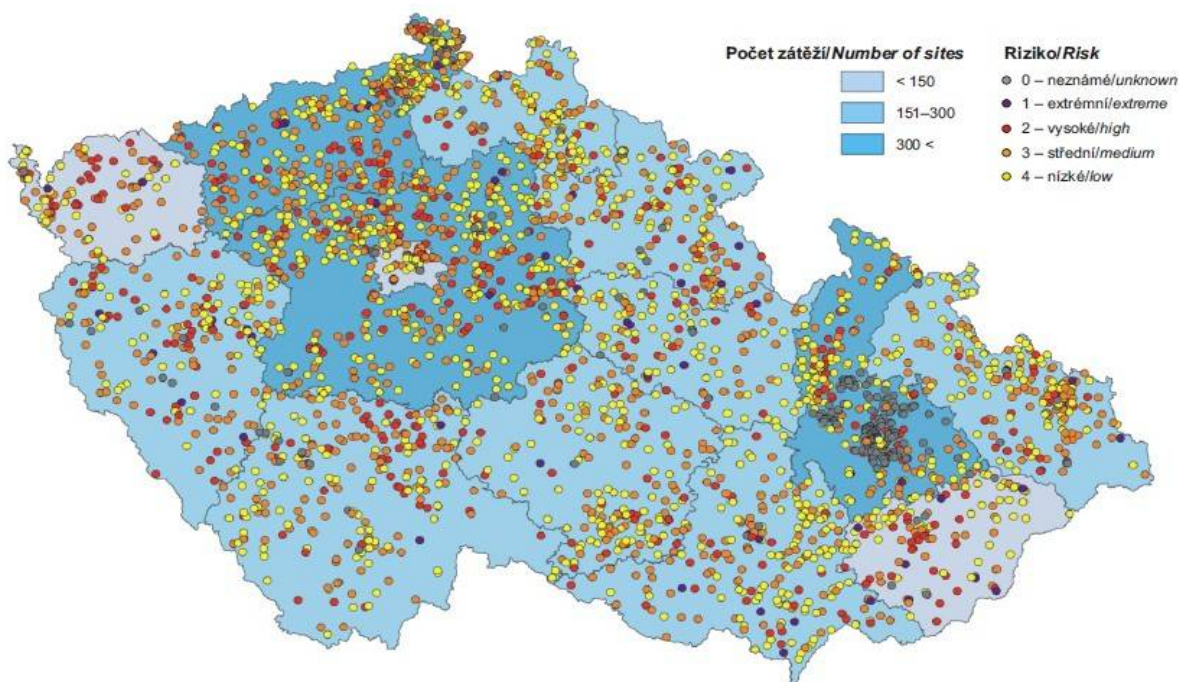 Počet zátěží/Number of sites
< 150
151–300
300 <
Riziko/Risk
0 – neznámé/unknown
1 – extrémní/extreme
2 – vysoké/high
3 – střední/medium
4 – nízké/low